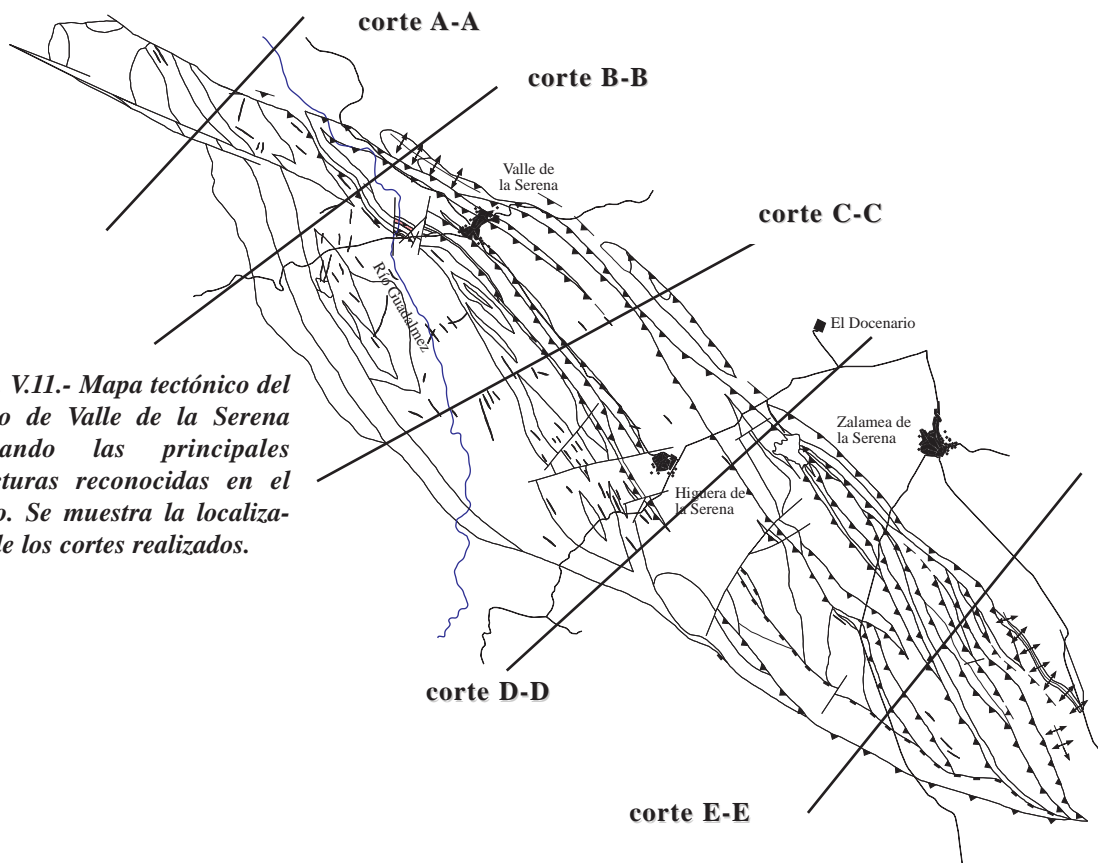 corte A-A
corte B-B
Valle de
la Serena
corte C-C
Río Guadalmez
El Docenario
V.11.- Mapa tectónico del
o de Valle de la Serena
ando las principales
cturas reconocidas en el
o. Se muestra la localiza-
de los cortes realizados.
Zalamea de
la Serena
Higuera de
la Serena
corte D-D
corte E-E